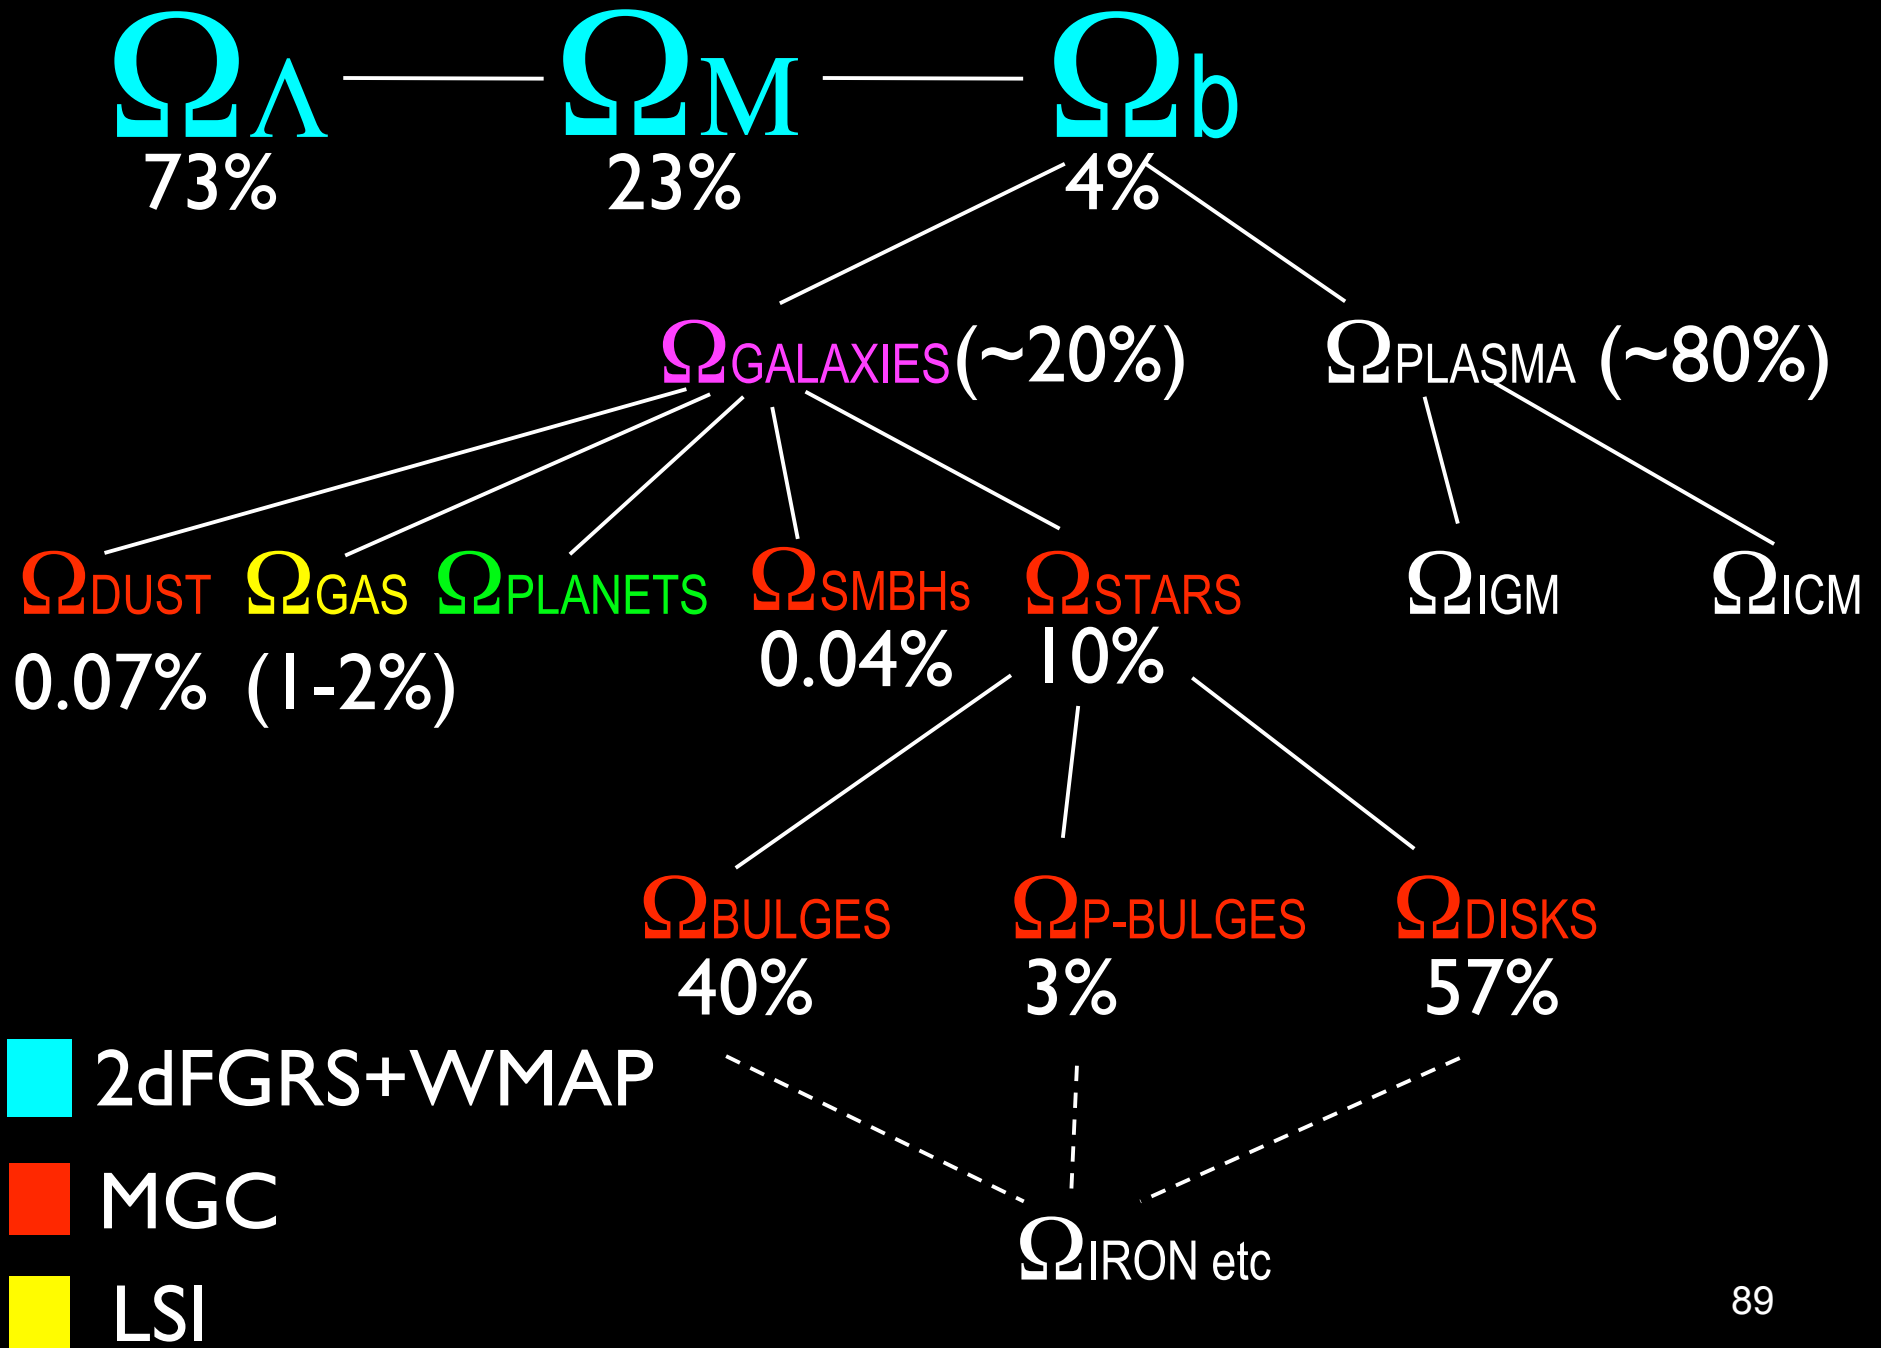 ΩΛ ΩM Ωb
73% 23% 4%
ΩGALAXIES (~20%) ΩPLASMA (~80%)
ΩDUST ΩGAS ΩPLANETS ΩSMBHs ΩSTARS ΩIGM ΩICM
0.07% (1-2%) 0.04% 10%
ΩBULGES ΩP-BULGES ΩDISKS
40% 3% 57%
2dFGRS+WMAP
MGC
ΩIRON etc
LSI
89